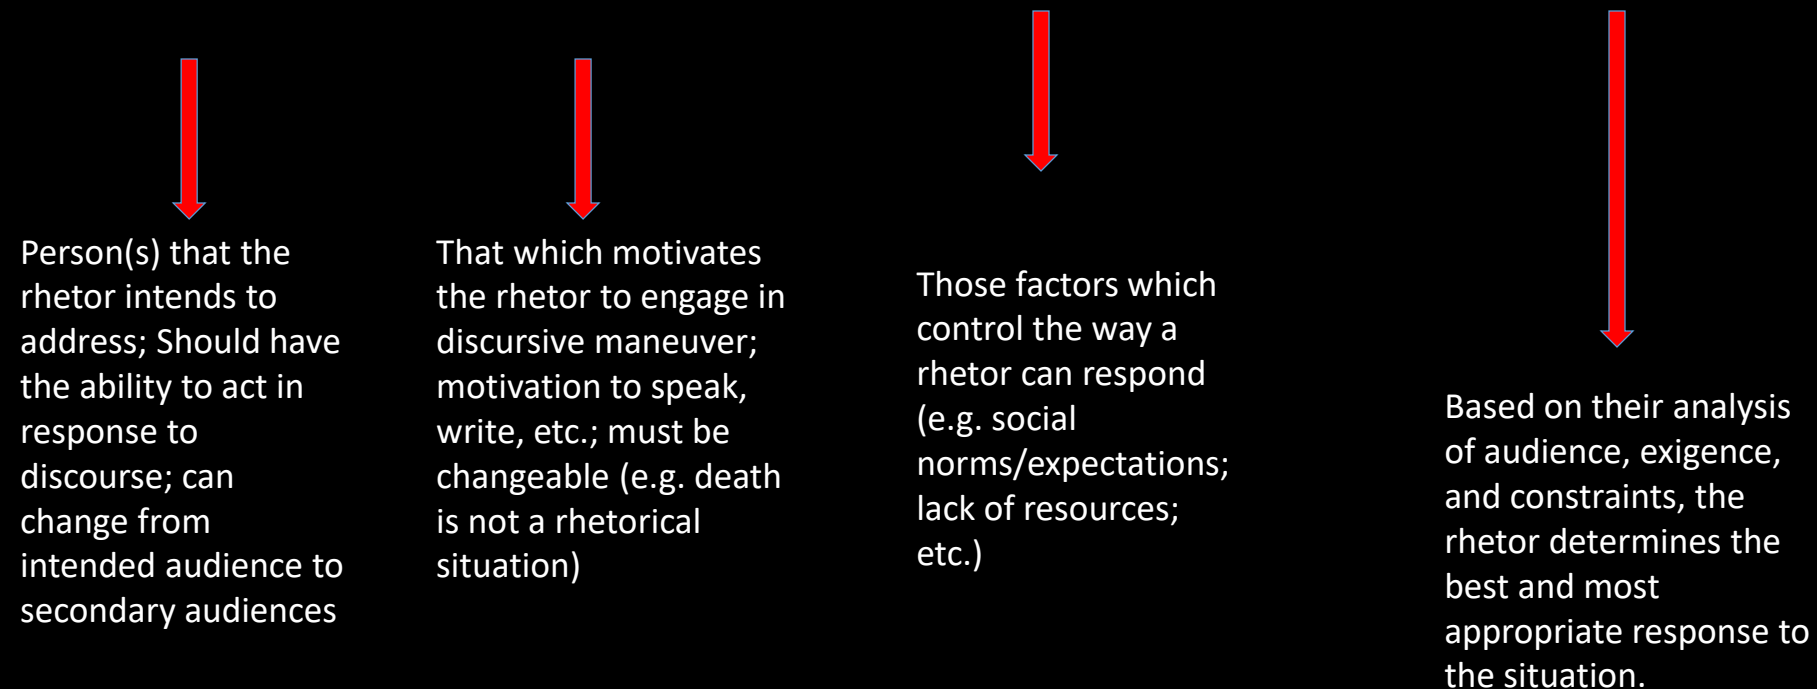 Person(s) that the
rhetor intends to
address; Should have
the ability to act in
response to
discourse; can
change from
intended audience to
secondary audiences
That which motivates
the rhetor to engage in
discursive maneuver;
motivation to speak,
write, etc.; must be
changeable (e.g. death
is not a rhetorical
situation)
Those factors which
control the way a
rhetor can respond
(e.g. social
norms/expectations;
lack of resources;
etc.)
Based on their analysis
of audience, exigence,
and constraints, the
rhetor determines the
best and most
appropriate response to
the situation.